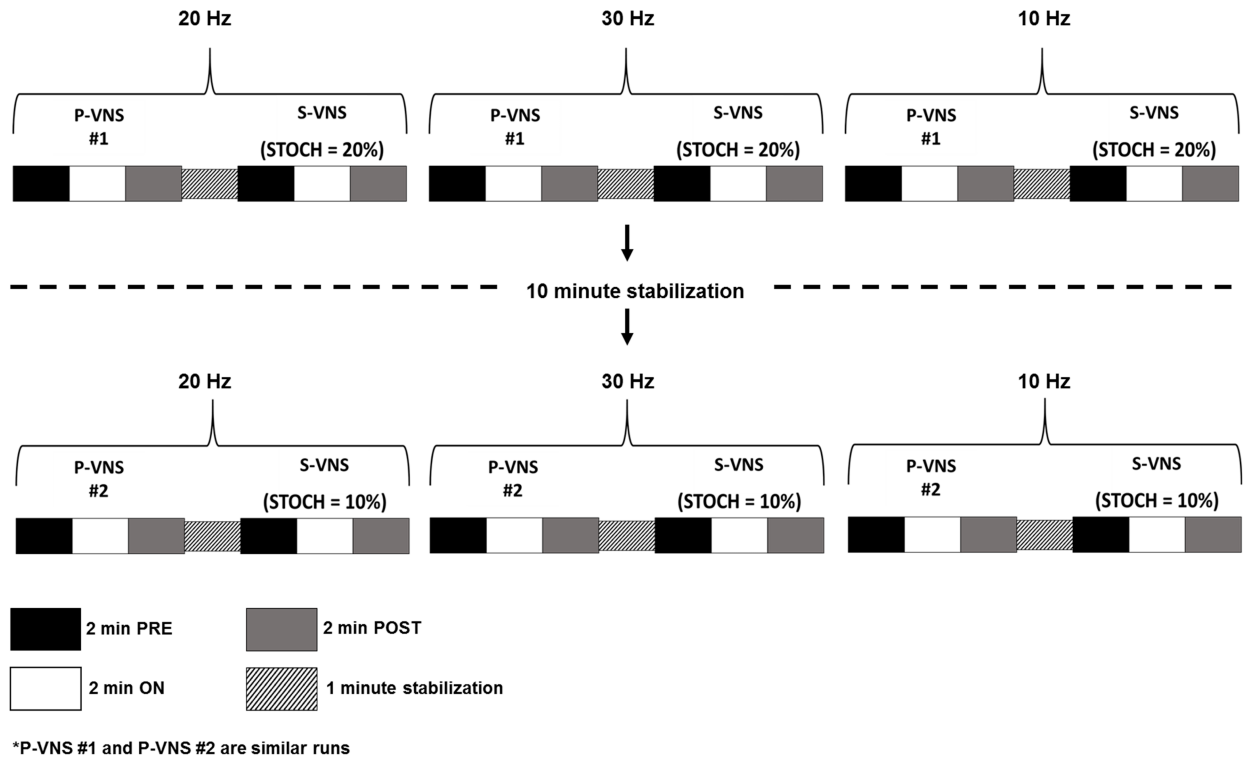 20 Hz
30 Hz
10 Hz
P-VNS
#1
S-VNS
(STOCH = 20%)
P-VNS
#1
S-VNS
(STOCH = 20%)
P-VNS
#1
S-VNS
(STOCH = 20%)
10 minute stabilization
20 Hz
30 Hz
10 Hz
P-VNS
#2
S-VNS
(STOCH = 10%)
P-VNS
#2
S-VNS
(STOCH = 10%)
P-VNS
#2
S-VNS
(STOCH = 10%)
2 min PRE
2 min POST
2 min ON
1 minute stabilization
*P-VNS #1 and P-VNS #2 are similar runs